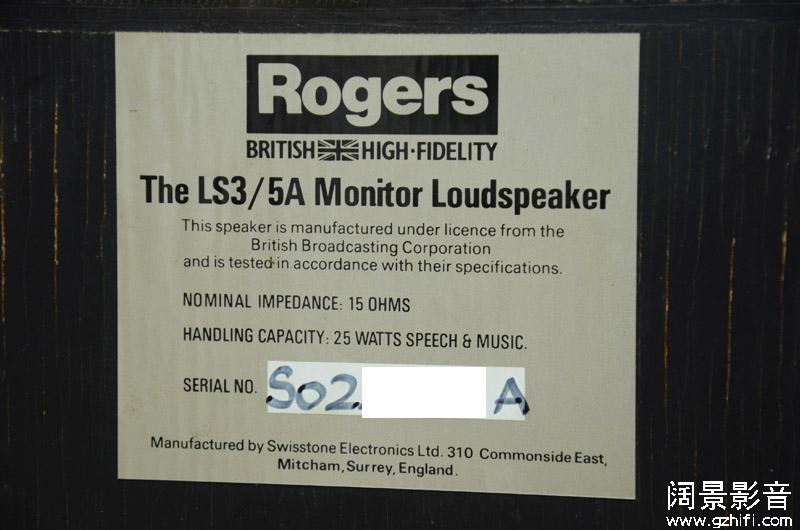 Rogers
BRITISH HIGH·FIDELITY
The LS3/5A Monitor Loudspeaker
This speaker is manufactured under licence from the
British Broadcasting Corporation
and is tested in accordance with their specifications.
NOMINAL IMPEDANCE: 15 OHMS
HANDLING CAPACITY: 25 WATTS SPEECH & MUSIC.
SERIAL NO. S02 A
Manufactured by Swisstone Electronics Ltd. 310 Commonside East,
Mitcham, Surrey, England.
阔景影音
www.gzhifi.com